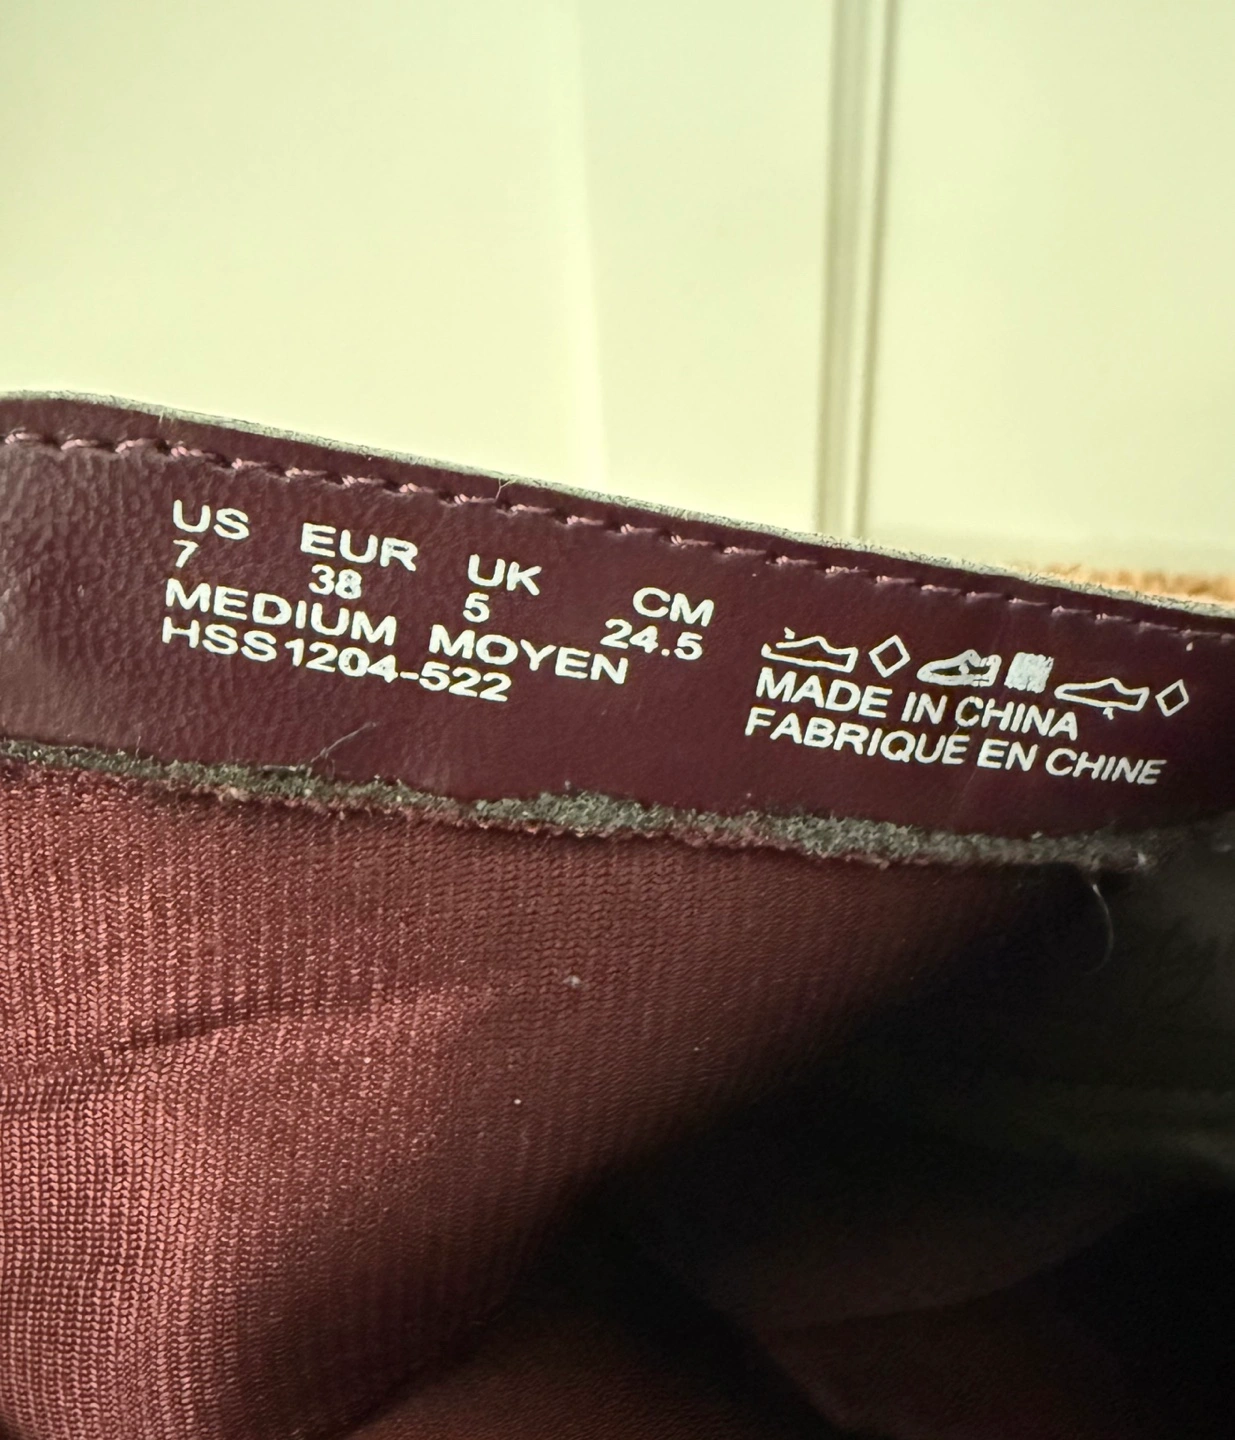 US EUR UK CM
7 38 5 24.5
MEDIUM MOYEN
HSS1204-522
MADE IN CHINA
FABRIQUE EN CHINE